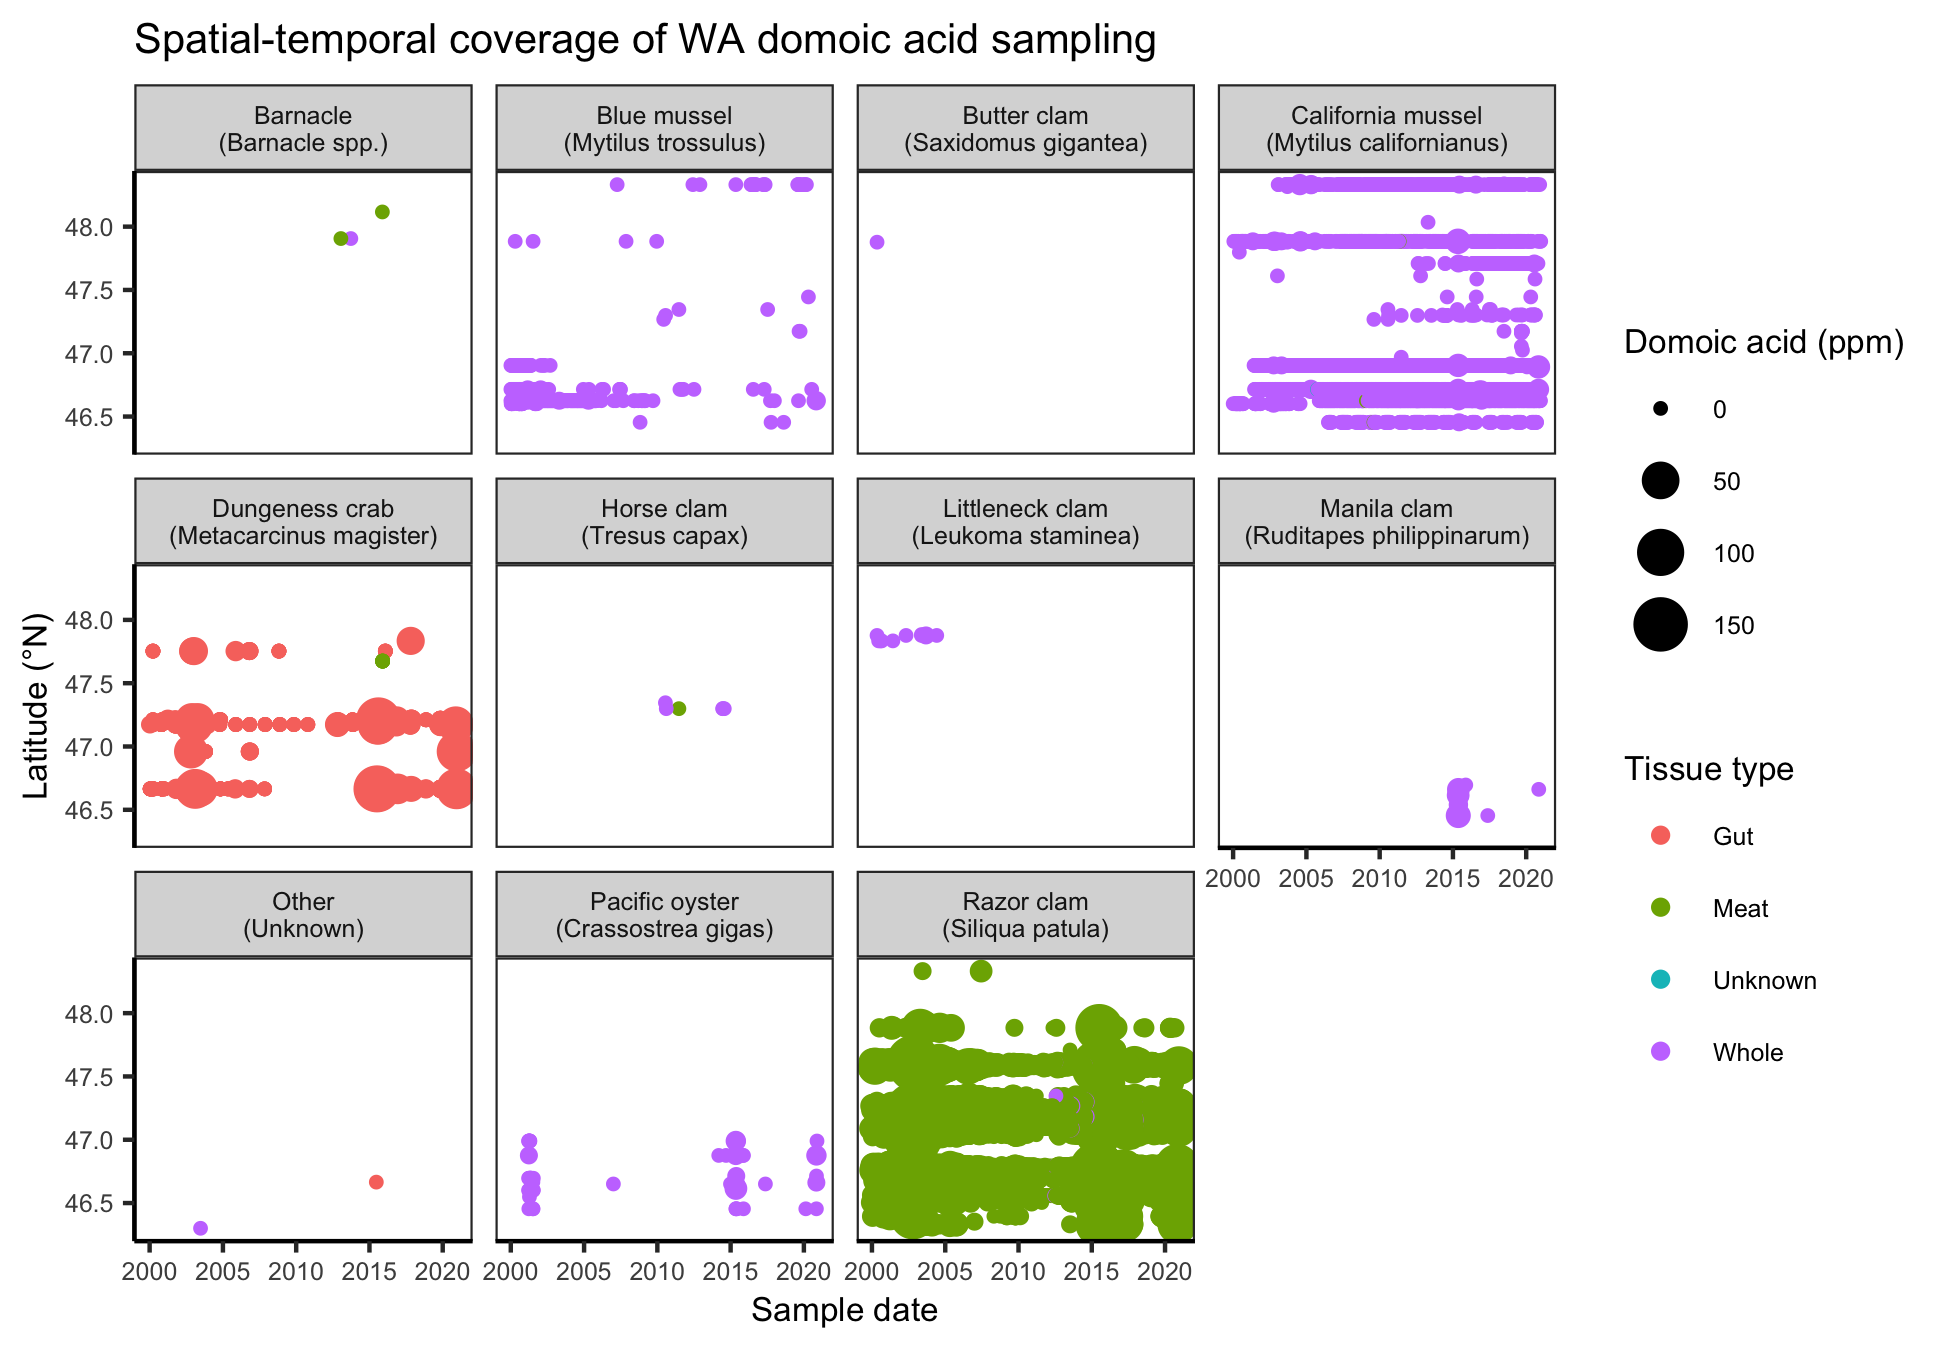 Spatial-temporal coverage of WA domoic acid sampling
Barnacle
(Barnacle spp.)
Blue mussel
(Mytilus trossulus)
Butter clam
(Saxidomus gigantea)
California mussel
(Mytilus californianus)
48.0
47.5
47.0
46.5
Dungeness crab
(Metacarcinus magister)
Horse clam
(Tresus capax)
Littleneck clam
(Leukoma staminea)
Manila clam
(Ruditapes philippinarum)
Latitude (°N)
48.0
47.5
47.0
46.5
2000 2005 2010 2015 2020
Other
(Unknown)
Pacific oyster
(Crassostrea gigas)
Razor clam
(Siliqua patula)
48.0
47.5
47.0
46.5
2000 2005 2010 2015 2020
2000 2005 2010 2015 2020
2000 2005 2010 2015 2020
Sample date
Domoic acid (ppm)
0
50
100
150
Tissue type
Gut
Meat
Unknown
Whole